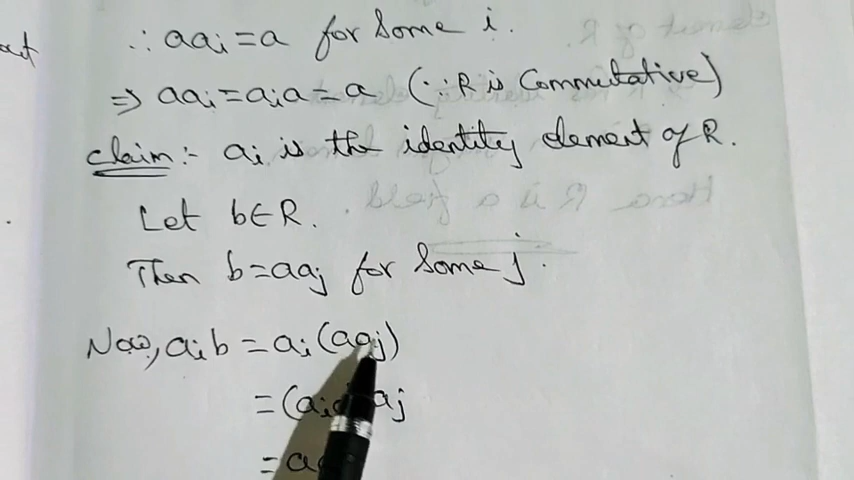 ∴ aaᵢ = a for Some i.
⇒ aaᵢ = aᵢa = a (∵ R is Commutative)
claim:- aᵢ is the identity element of R.
Let b∈R.
Then b = aaⱼ for Some j.
Now, aᵢb = aᵢ(aaⱼ)
= (aᵢa)aⱼ
= a